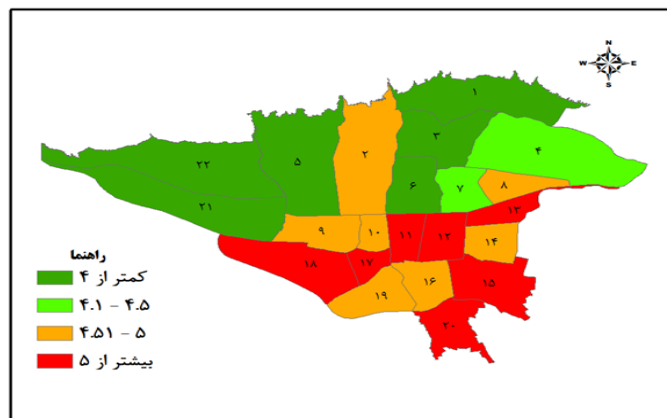 N
W E
S
۱
۲
۳
۴
۵
۶
۷
۸
۲۲
۲۱
۹
۱۰
۱۱
۱۲
۱۳
۱۴
۱۵
۱۶
۱۷
۱۸
۱۹
۲۰
راهنما
کمتر از ۴
۴.۱ – ۴.۵
۴.۵۱ – ۵
بیشتر از ۵